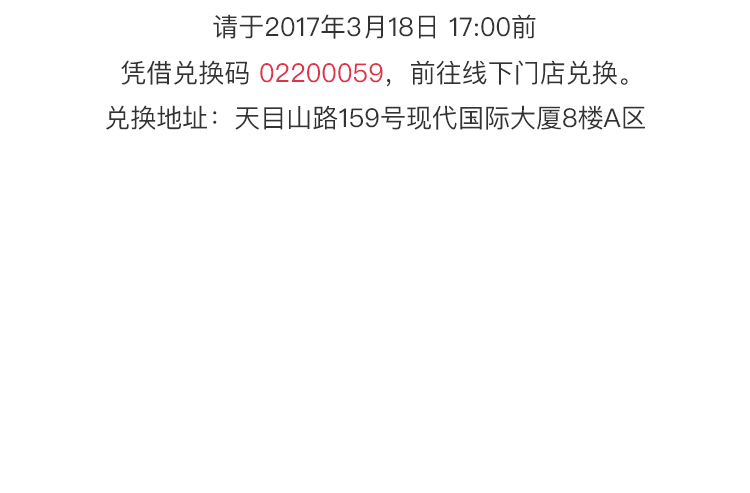 请于2017年3月18日 17:00前
凭借兑换码 02200059，前往线下门店兑换。
兑换地址：天目山路159号现代国际大厦8楼A区